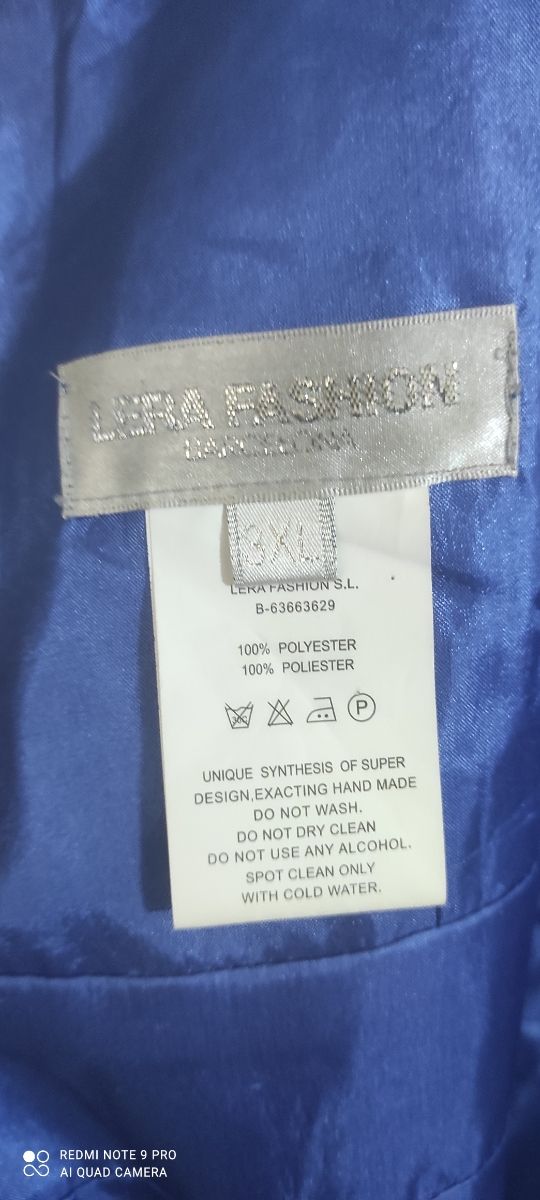 LERA FASHION
BARCELONA
3XL
LERA FASHION S.L.
B-63663629
100% POLYESTER
100% POLIESTER
30C
P
UNIQUE SYNTHESIS OF SUPER
DESIGN,EXACTING HAND MADE
DO NOT WASH.
DO NOT DRY CLEAN
DO NOT USE ANY ALCOHOL.
SPOT CLEAN ONLY
WITH COLD WATER.
REDMI NOTE 9 PRO
AI QUAD CAMERA